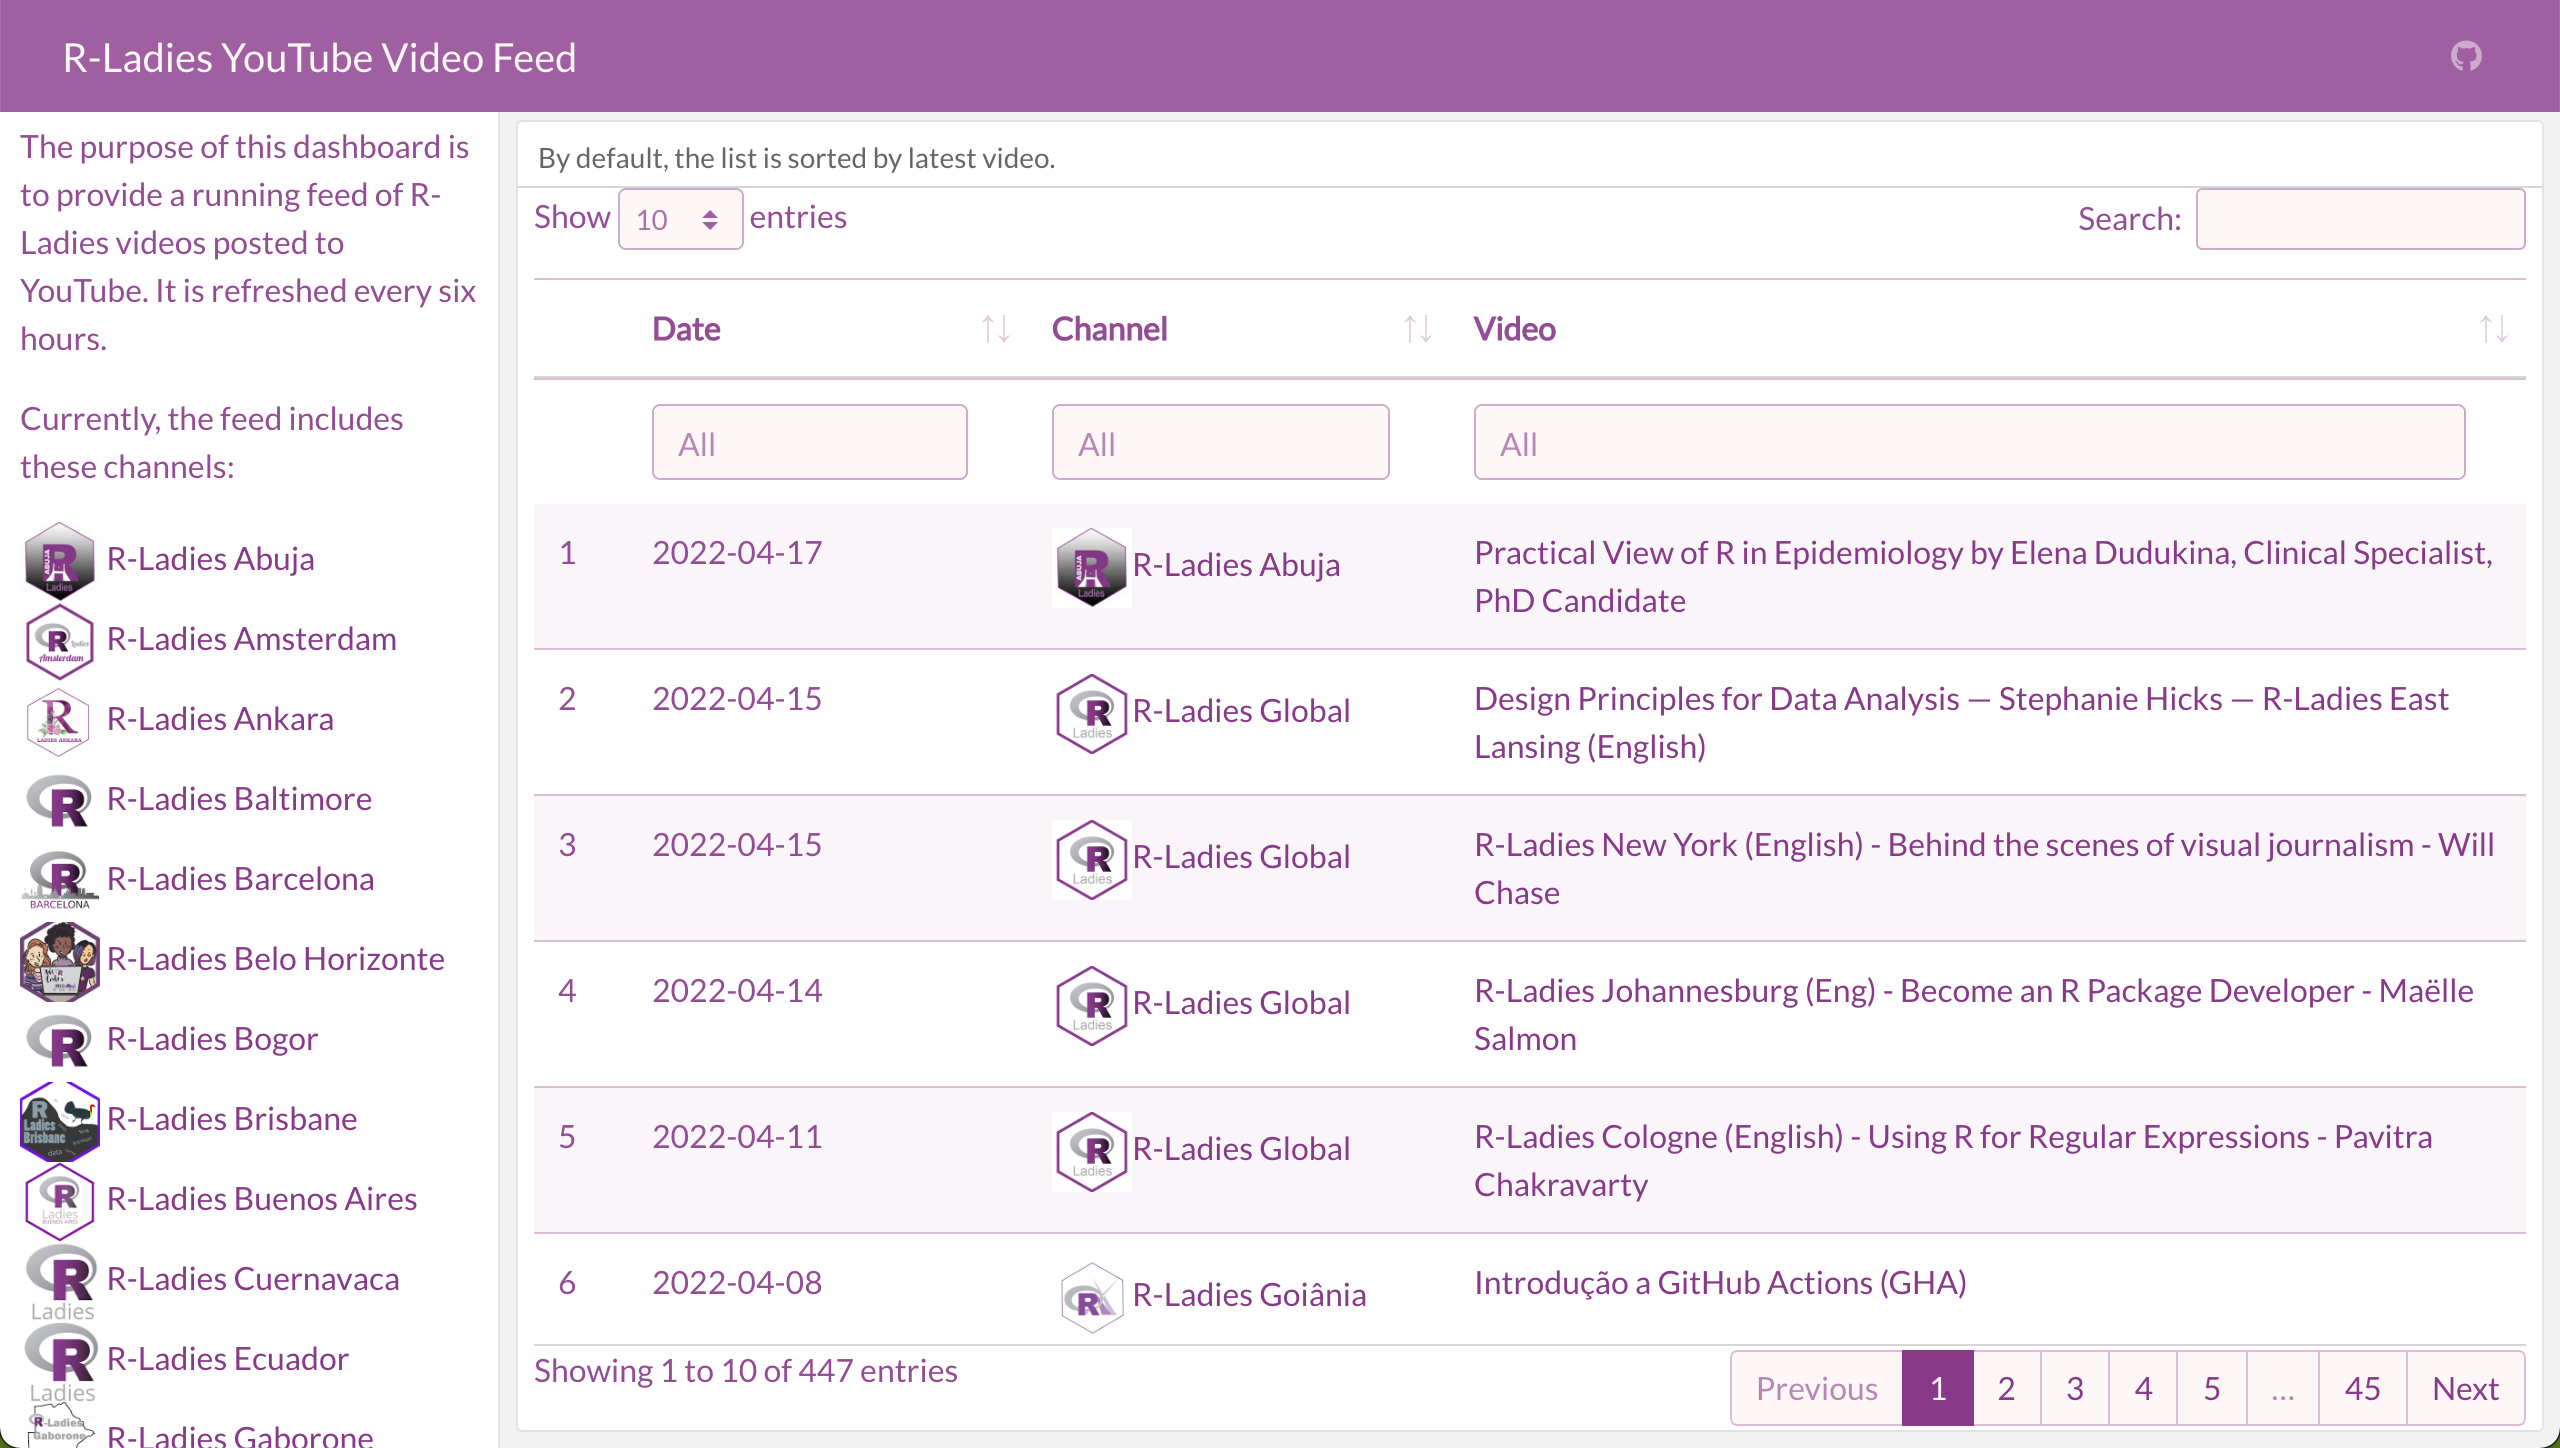 R-Ladies YouTube Video Feed
The purpose of this dashboard is
to provide a running feed of R-
Ladies videos posted to
YouTube. It is refreshed every six
hours.
Currently, the feed includes
these channels:
R-Ladies Abuja
R-Ladies Amsterdam
R-Ladies Ankara
R-Ladies Baltimore
BARCELONA
R-Ladies Barcelona
R-Ladies Belo Horizonte
R-Ladies Bogor
R Ladies Brisbane
R-Ladies Brisbane
R-Ladies Buenos Aires
Ladies
R-Ladies Cuernavaca
Ladies
R-Ladies Ecuador
R-Ladies Gaborone
R-Ladies Gaborone
By default, the list is sorted by latest video.
Show 10 entries
Search:
Date Channel Video
All All All
1 2022-04-17 R-Ladies Abuja Practical View of R in Epidemiology by Elena Dudukina, Clinical Specialist,
PhD Candidate
2 2022-04-15 R-Ladies Global Design Principles for Data Analysis — Stephanie Hicks — R-Ladies East
Lansing (English)
3 2022-04-15 R-Ladies Global R-Ladies New York (English) - Behind the scenes of visual journalism - Will
Chase
4 2022-04-14 R-Ladies Global R-Ladies Johannesburg (Eng) - Become an R Package Developer - Maëlle
Salmon
5 2022-04-11 R-Ladies Global R-Ladies Cologne (English) - Using R for Regular Expressions - Pavitra
Chakravarty
6 2022-04-08 R-Ladies Goiânia Introdução a GitHub Actions (GHA)
Showing 1 to 10 of 447 entries
Previous 1 2 3 4 5 … 45 Next